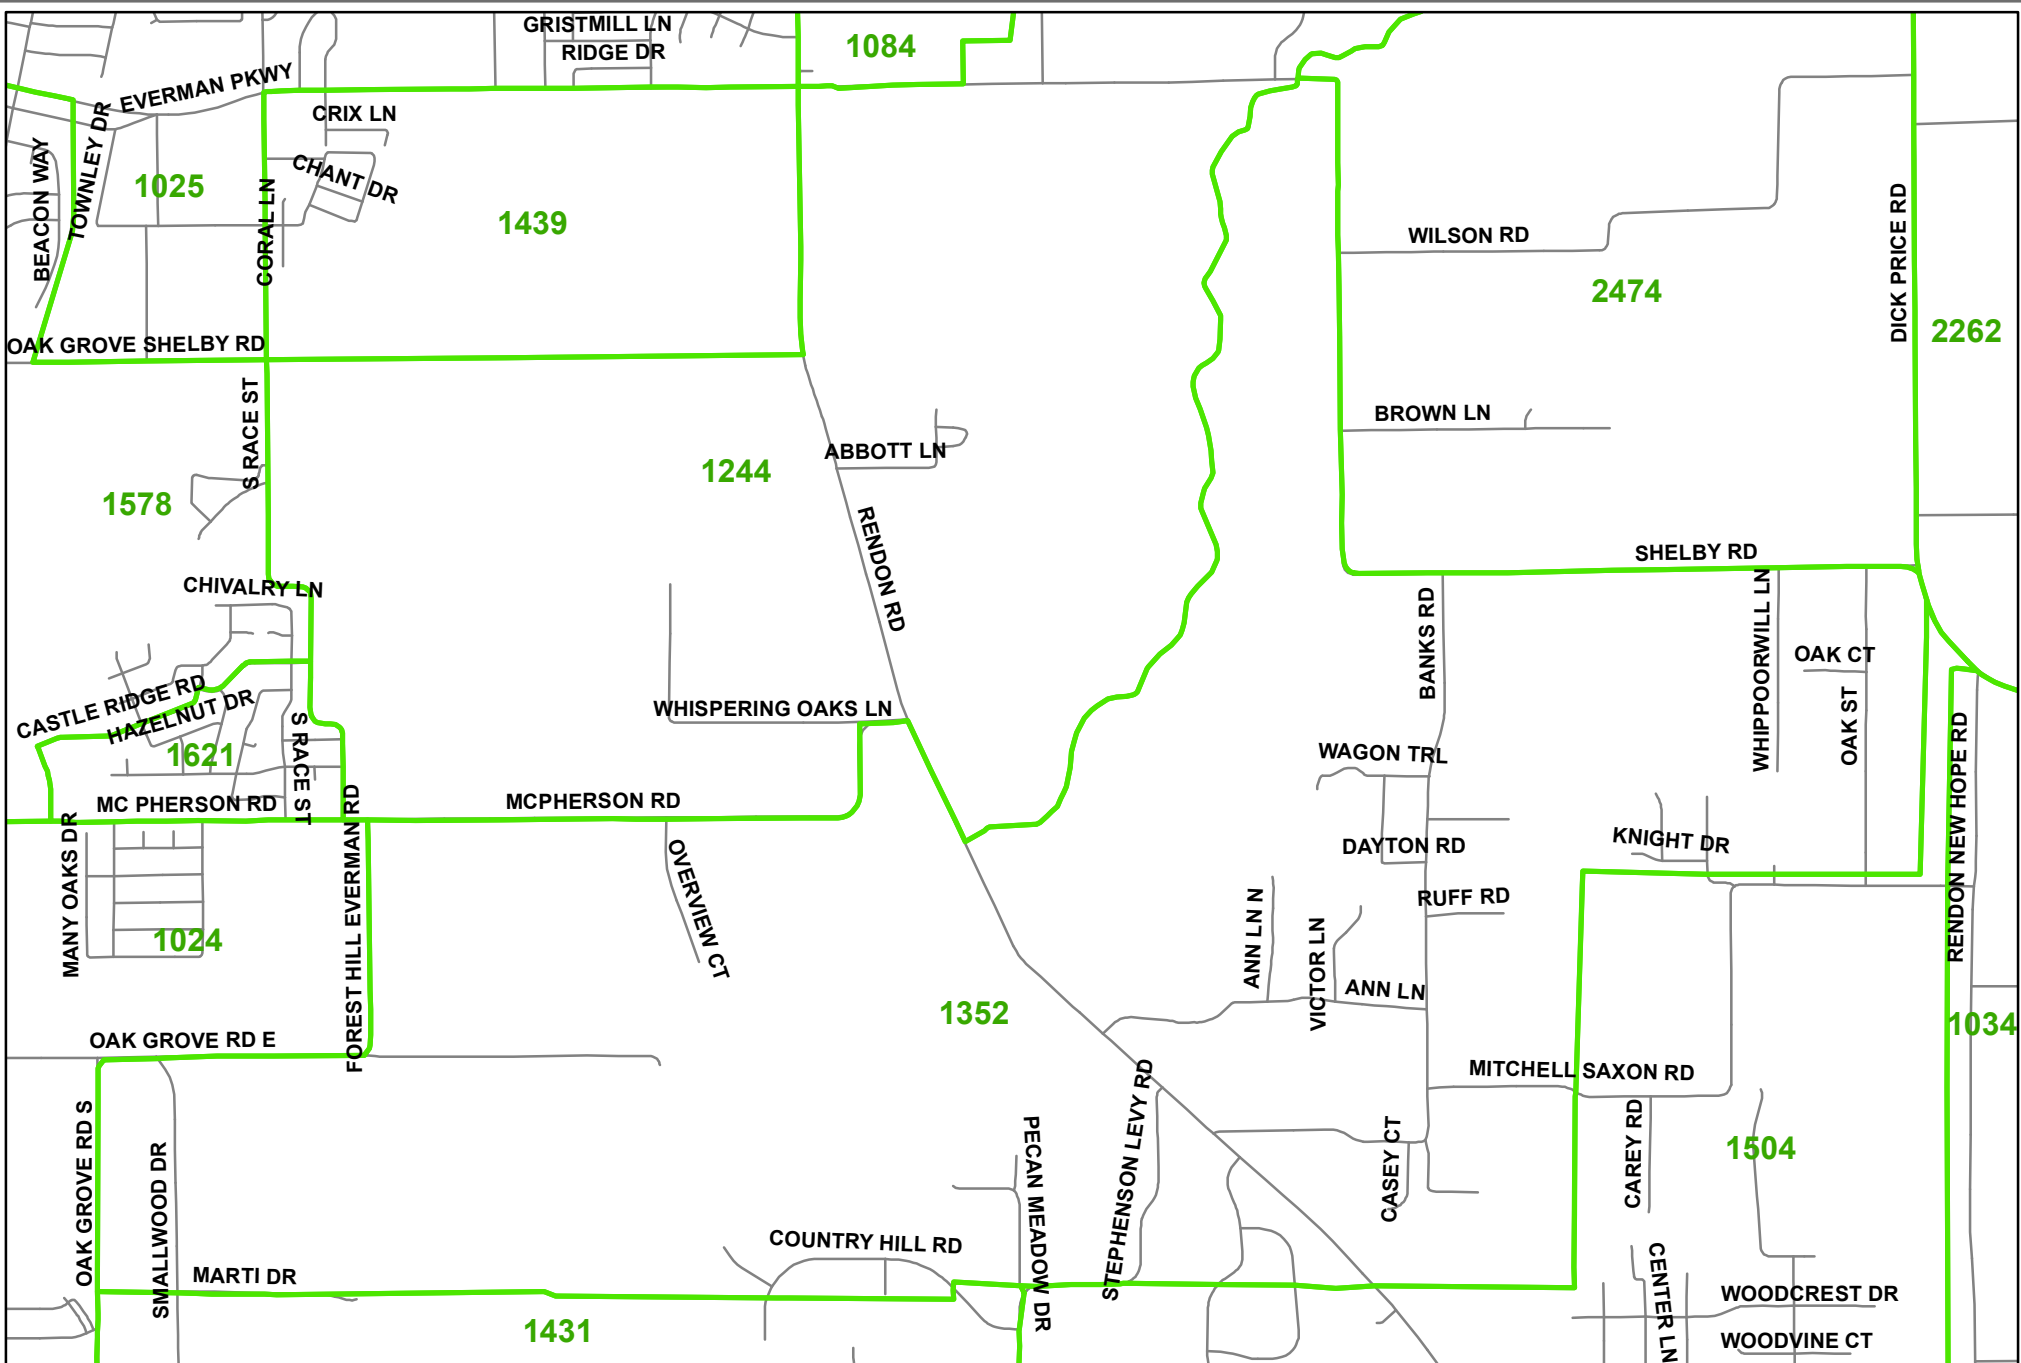 GRISTMILL LN
RIDGE DR
1084
EVERMAN PKWY
CRIX LN
TOWNLEY DR
BEACON WAY
1025
CHANT DR
CORAL LN
1439
WILSON RD
DICK PRICE RD
2474
2262
OAK GROVE SHELBY RD
S RACE ST
BROWN LN
ABBOTT LN
1244
1578
RENDON RD
SHELBY RD
CHIVALRY LN
BANKS RD
WHIPPOORWILL LN
OAK CT
OAK ST
CASTLE RIDGE RD
HAZELNUT DR
WHISPERING OAKS LN
1621
S RACE ST
WAGON TRL
RENDON NEW HOPE RD
MC PHERSON RD
MCPHERSON RD
FOREST HILL EVERMAN RD
MANY OAKS DR
OVERVIEW CT
DAYTON RD
KNIGHT DR
RUFF RD
1024
ANN LN N
VICTOR LN
ANN LN
1352
1034
OAK GROVE RD E
MITCHELL SAXON RD
STEPHENSON LEVY RD
OAK GROVE RD S
SMALLWOOD DR
PECAN MEADOW DR
CASEY CT
CAREY RD
1504
COUNTRY HILL RD
MARTI DR
CENTER LN
WOODCREST DR
1431
WOODVINE CT